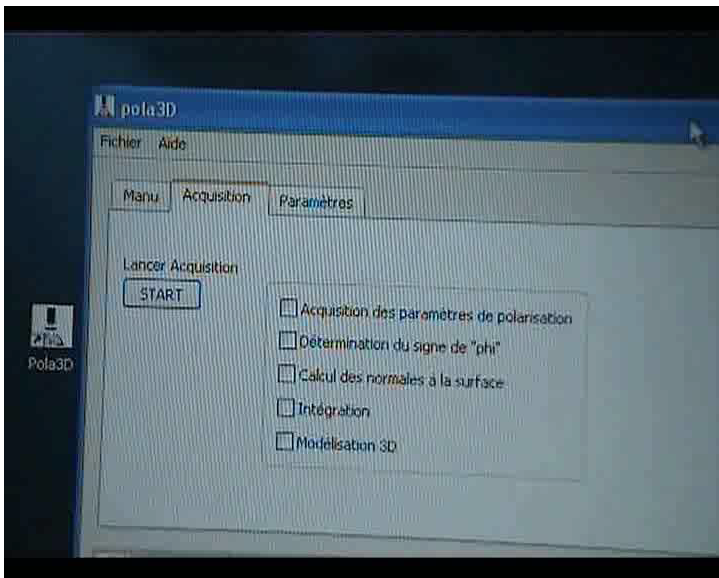 pola3D
Fichier Aide
Manu Acquisition Paramètres
Lancer Acquisition
START
Acquisition des paramètres de polarisation
Détermination du signe de "phi"
Calcul des normales à la surface
Intégration
Modélisation 3D
Pola3D